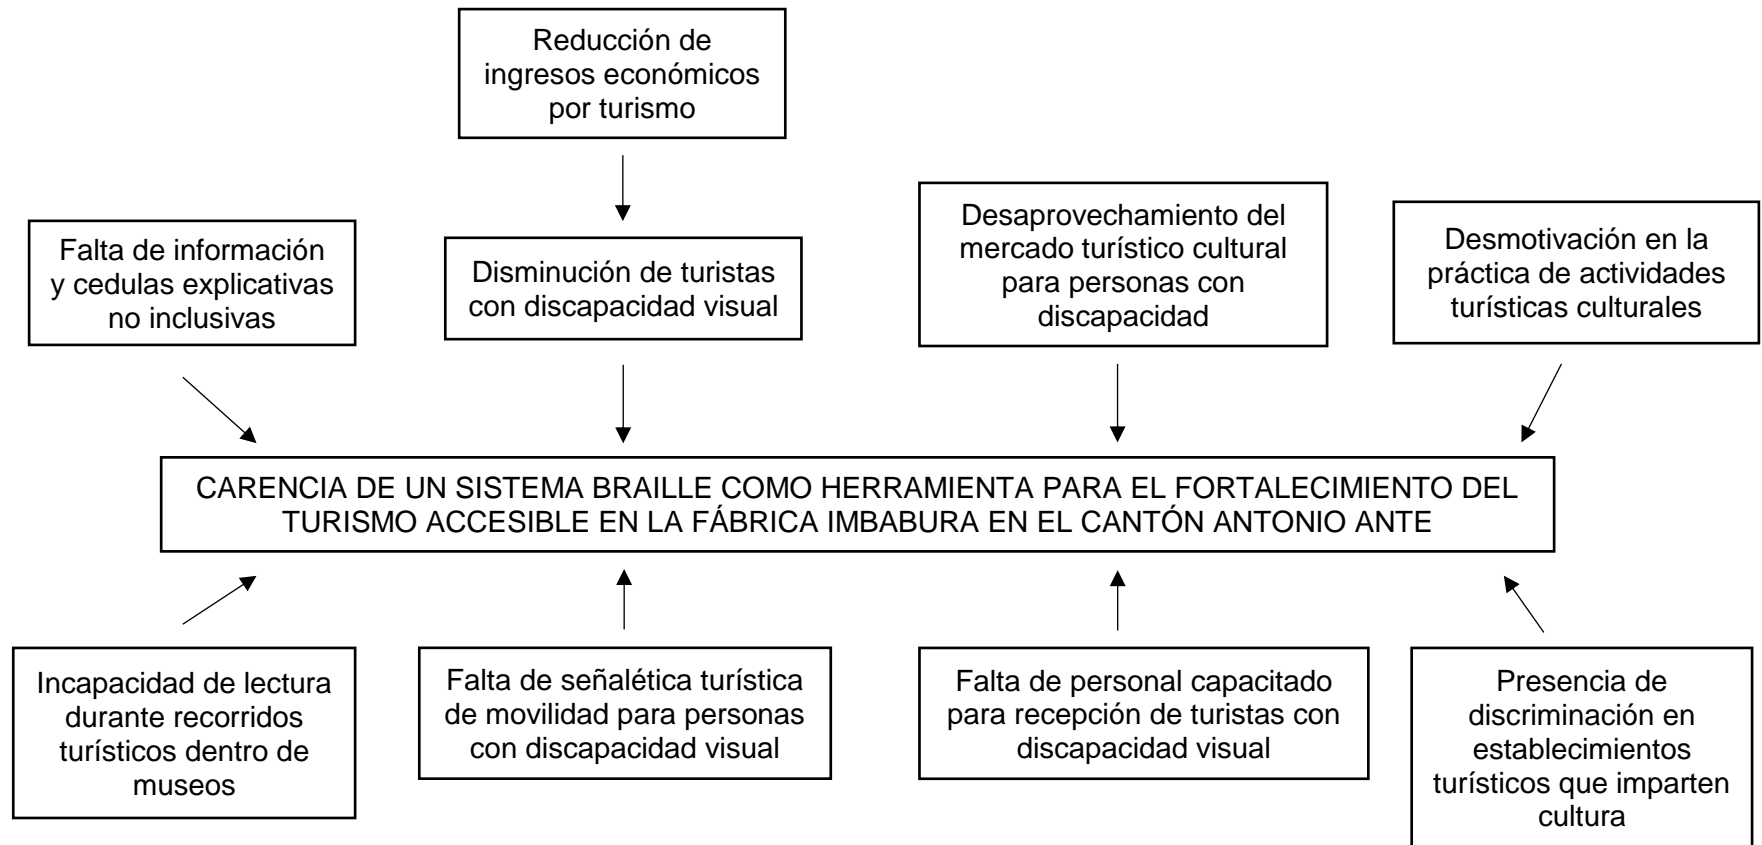 Reducción de
ingresos económicos
por turismo
Falta de información
y cedulas explicativas
no inclusivas
Disminución de turistas
con discapacidad visual
Desaprovechamiento del
mercado turístico cultural
para personas con
discapacidad
Desmotivación en la
práctica de actividades
turísticas culturales
CARENCIA DE UN SISTEMA BRAILLE COMO HERRAMIENTA PARA EL FORTALECIMIENTO DEL
TURISMO ACCESIBLE EN LA FÁBRICA IMBABURA EN EL CANTÓN ANTONIO ANTE
Incapacidad de lectura
durante recorridos
turísticos dentro de
museos
Falta de señalética turística
de movilidad para personas
con discapacidad visual
Falta de personal capacitado
para recepción de turistas con
discapacidad visual
Presencia de
discriminación en
establecimientos
turísticos que imparten
cultura